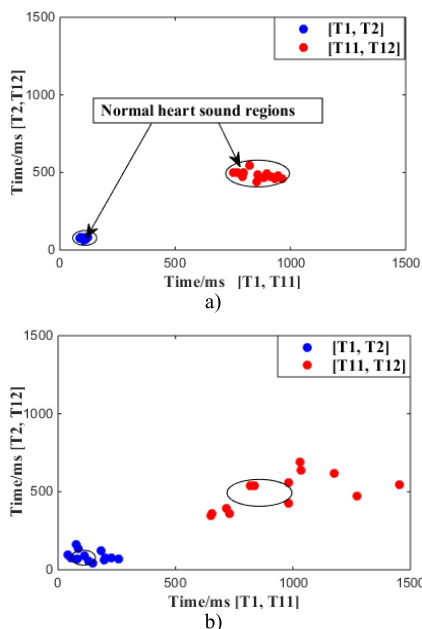 1500
1000
500
0
0
500
1000
1500
Time/ms [T2,T12]
[T1, T2]
[T11, T12]
Normal heart sound regions
Time/ms [T1, T11]
a)
1500
1000
500
0
0
500
1000
1500
Time/ms [T2, T12]
[T1, T2]
[T11, T12]
Time/ms [T1, T11]
b)